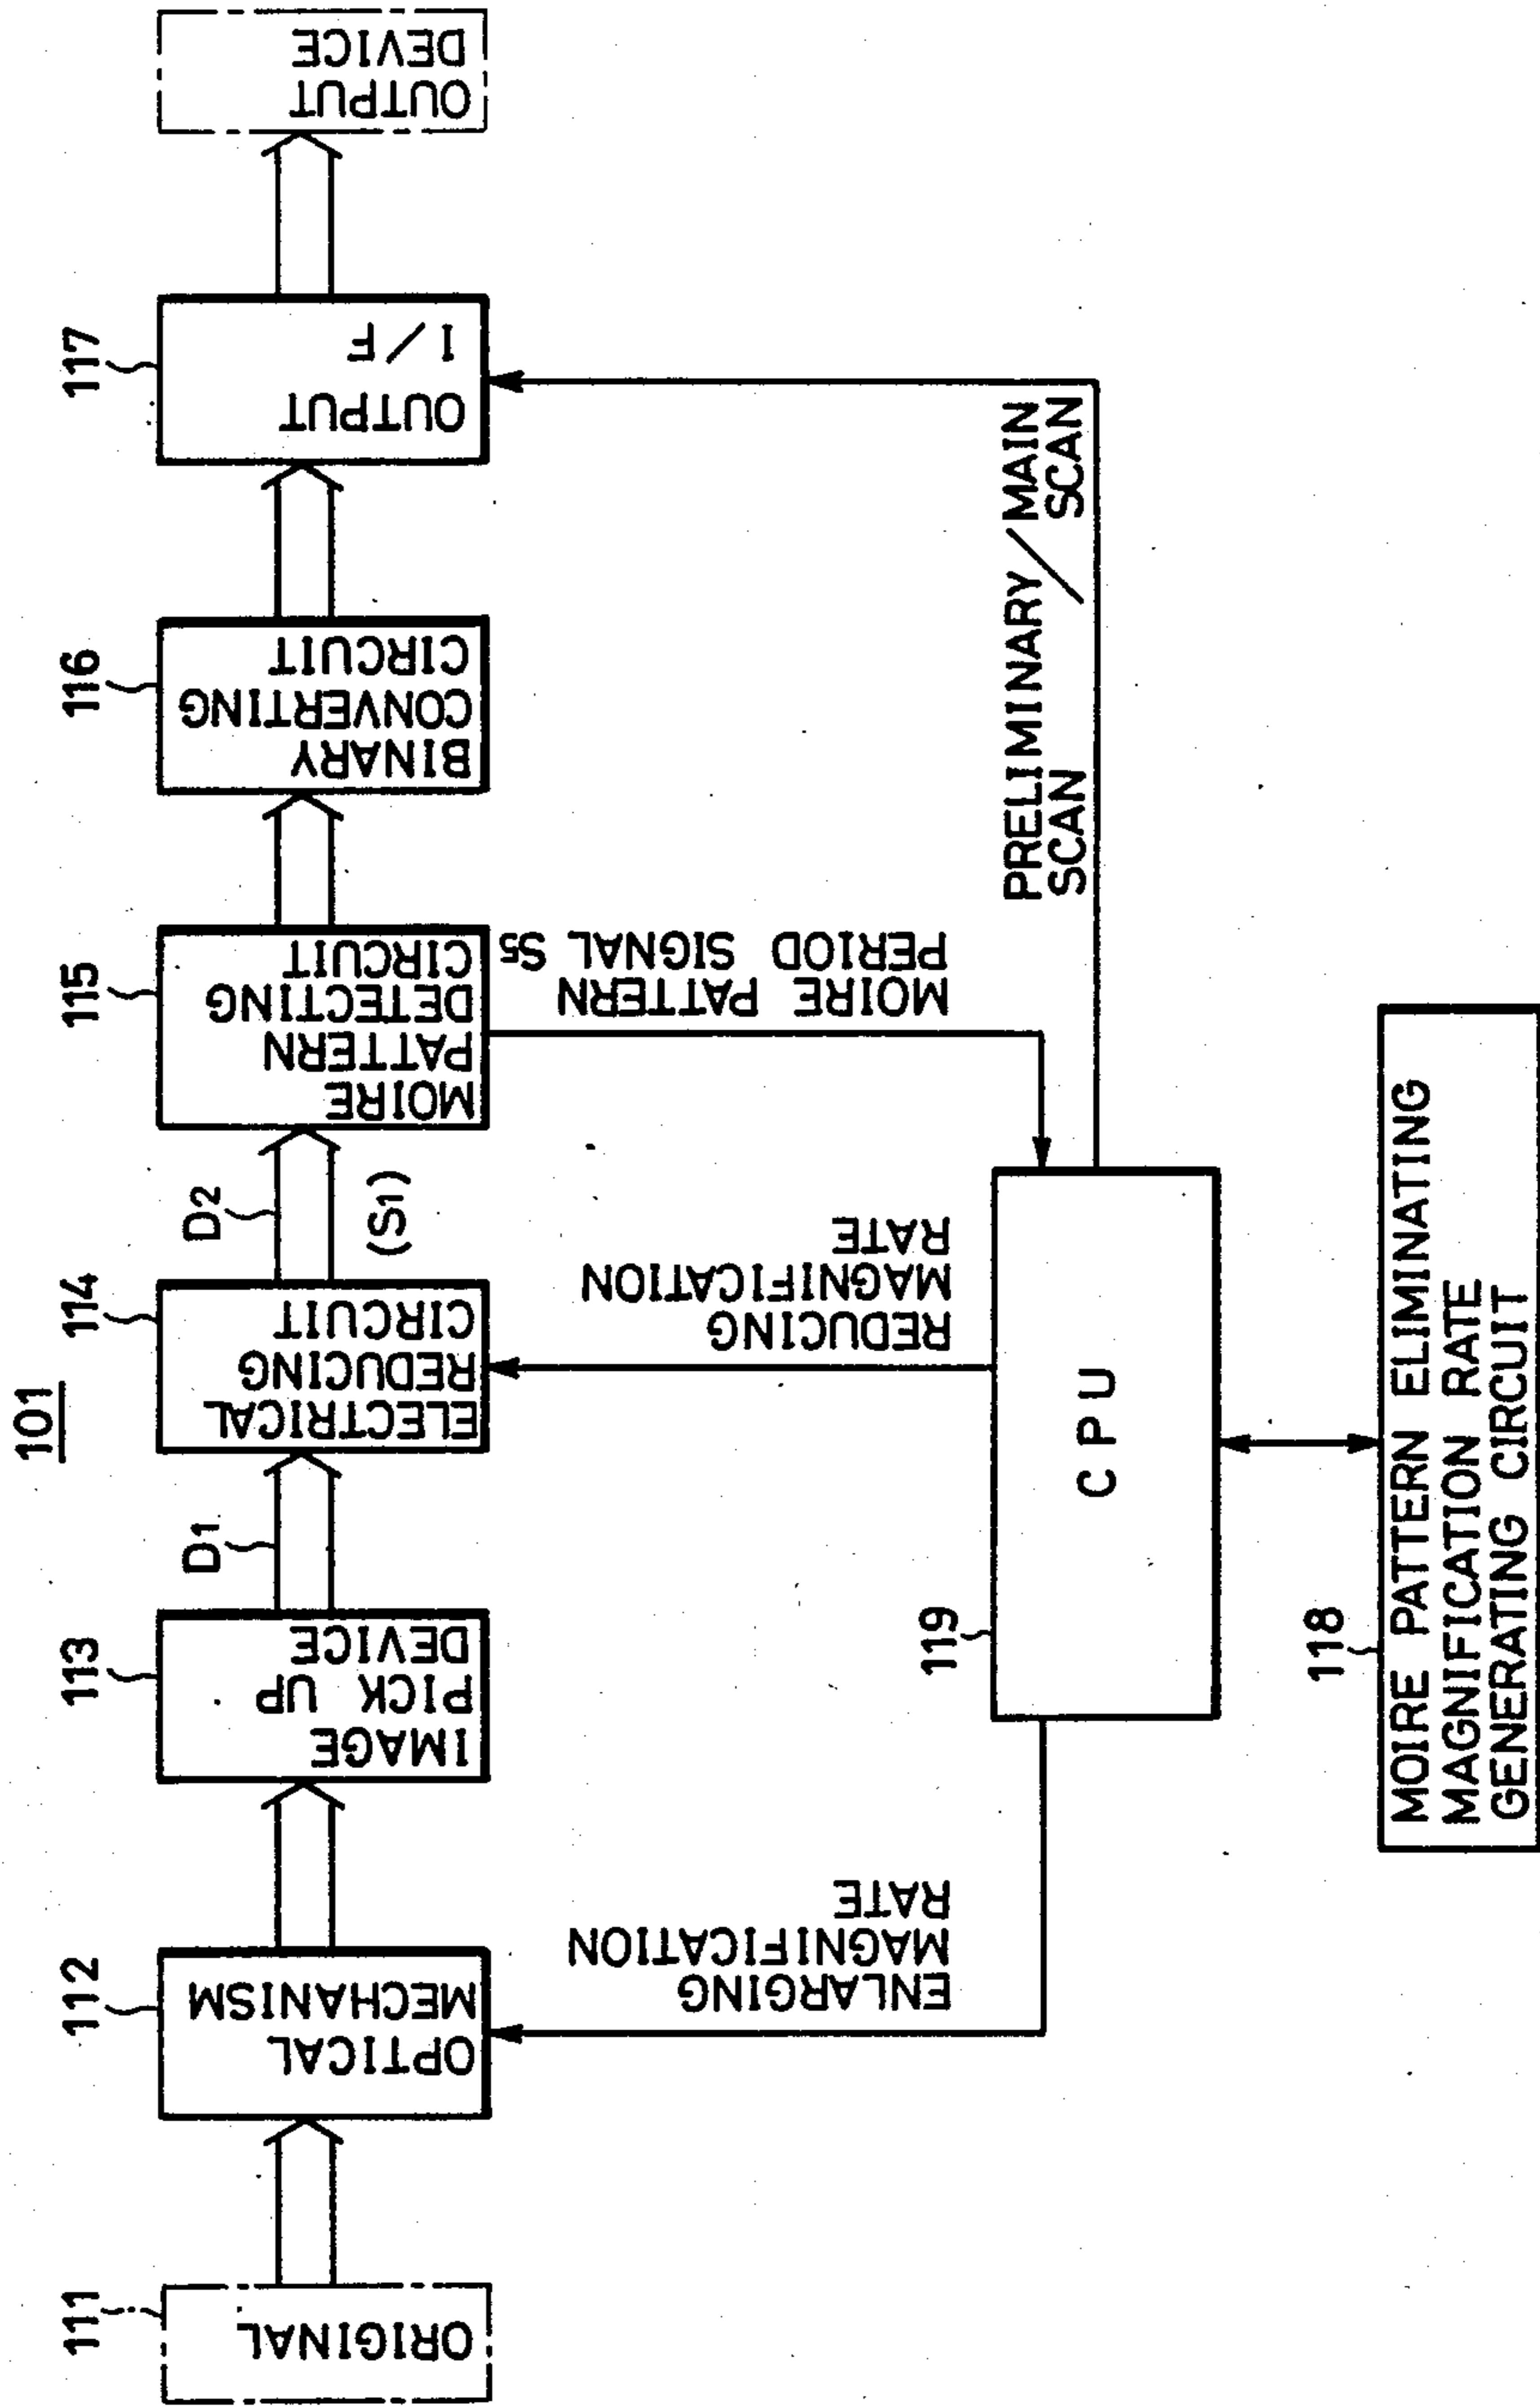 101
111
ORIGINAL
112
OPTICAL
MECHANISM
113
IMAGE
PICK UP
DEVICE
D1
114
ELECTRICAL
REDUCING
CIRCUIT
D2
(S1)
115
MOIRE
PATTERN
DETECTING
CIRCUIT
116
BINARY
CONVERTING
CIRCUIT
117
OUTPUT
I/F
OUTPUT
DEVICE
ENLARGING
MAGNIFICATION
RATE
REDUCING
MAGNIFICATION
RATE
MOIRE PATTERN
PERIOD SIGNAL S5
PRELIMINARY/MAIN
SCAN SCAN
119
CPU
118
MOIRE PATTERN ELIMINATING
MAGNIFICATION RATE
GENERATING CIRCUIT